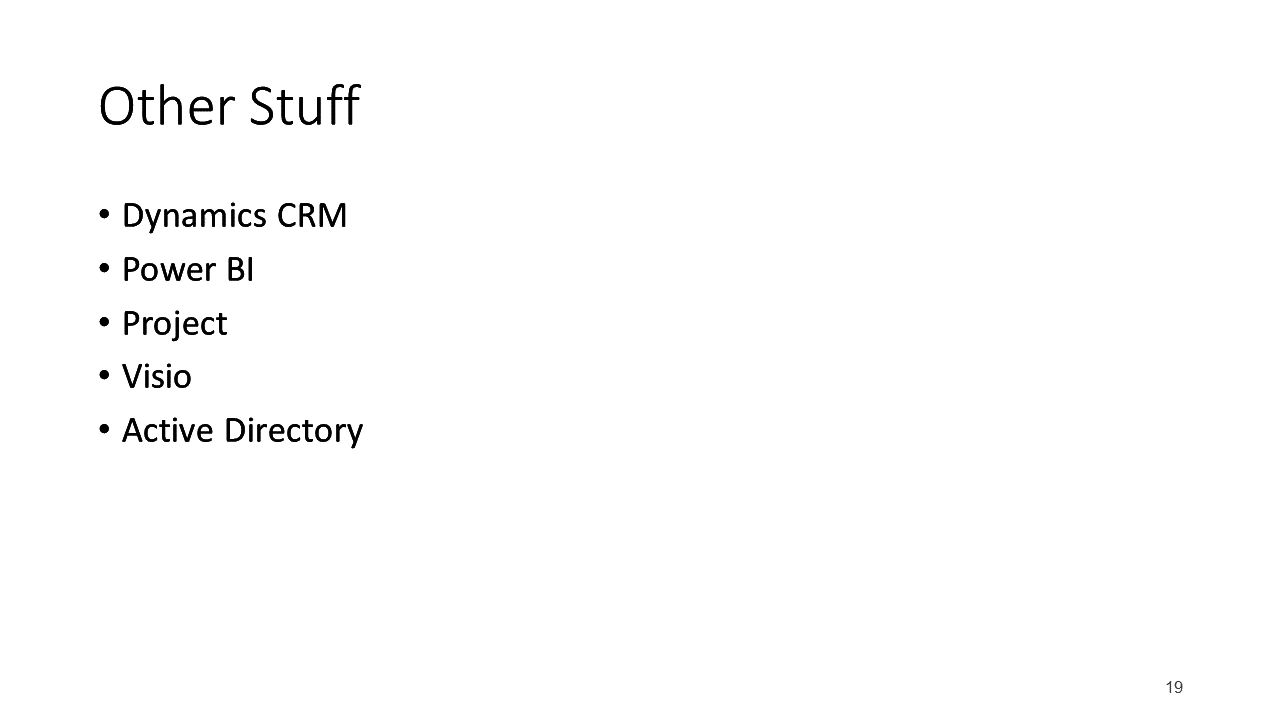 Other Stuff
• Dynamics CRM
• Power BI
• Project
• Visio
• Active Directory
19